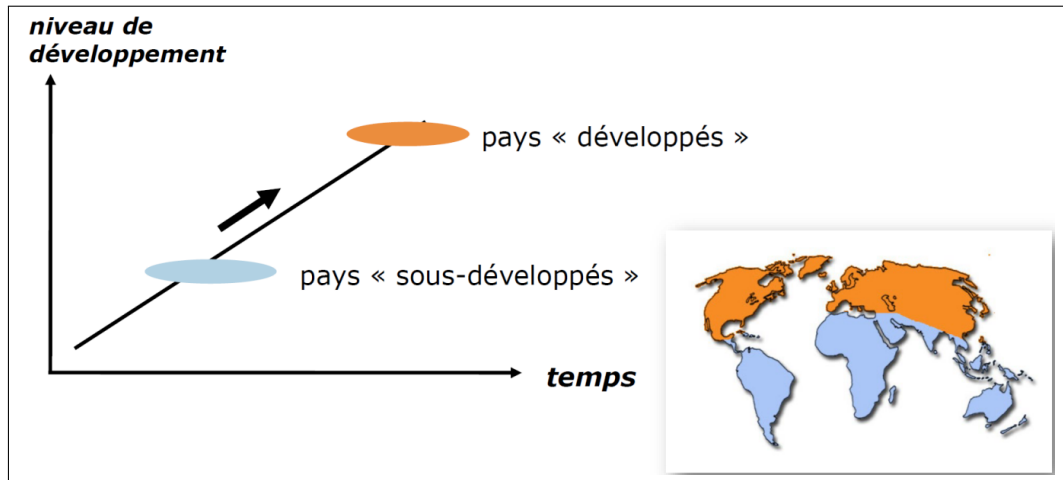 niveau de
développement
pays « développés »
pays « sous-développés »
temps